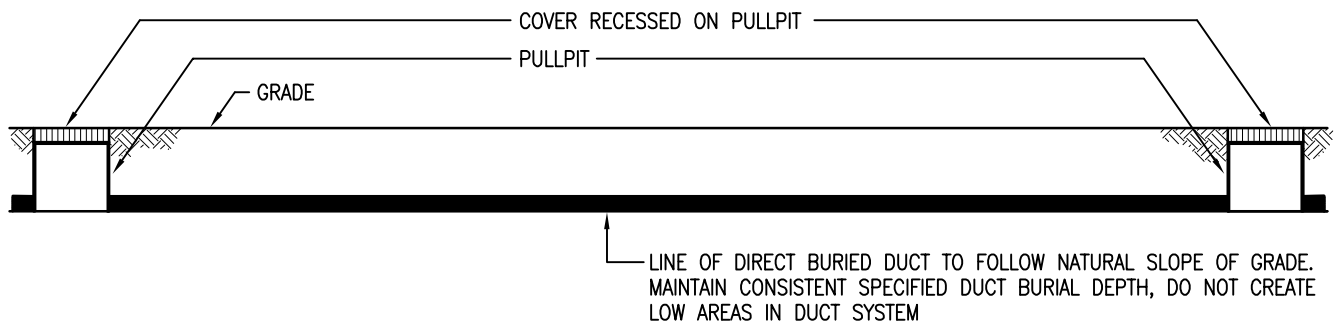 COVER RECESSED ON PULLPIT
PULLPIT
GRADE
LINE OF DIRECT BURIED DUCT TO FOLLOW NATURAL SLOPE OF GRADE.
MAINTAIN CONSISTENT SPECIFIED DUCT BURIAL DEPTH, DO NOT CREATE
LOW AREAS IN DUCT SYSTEM